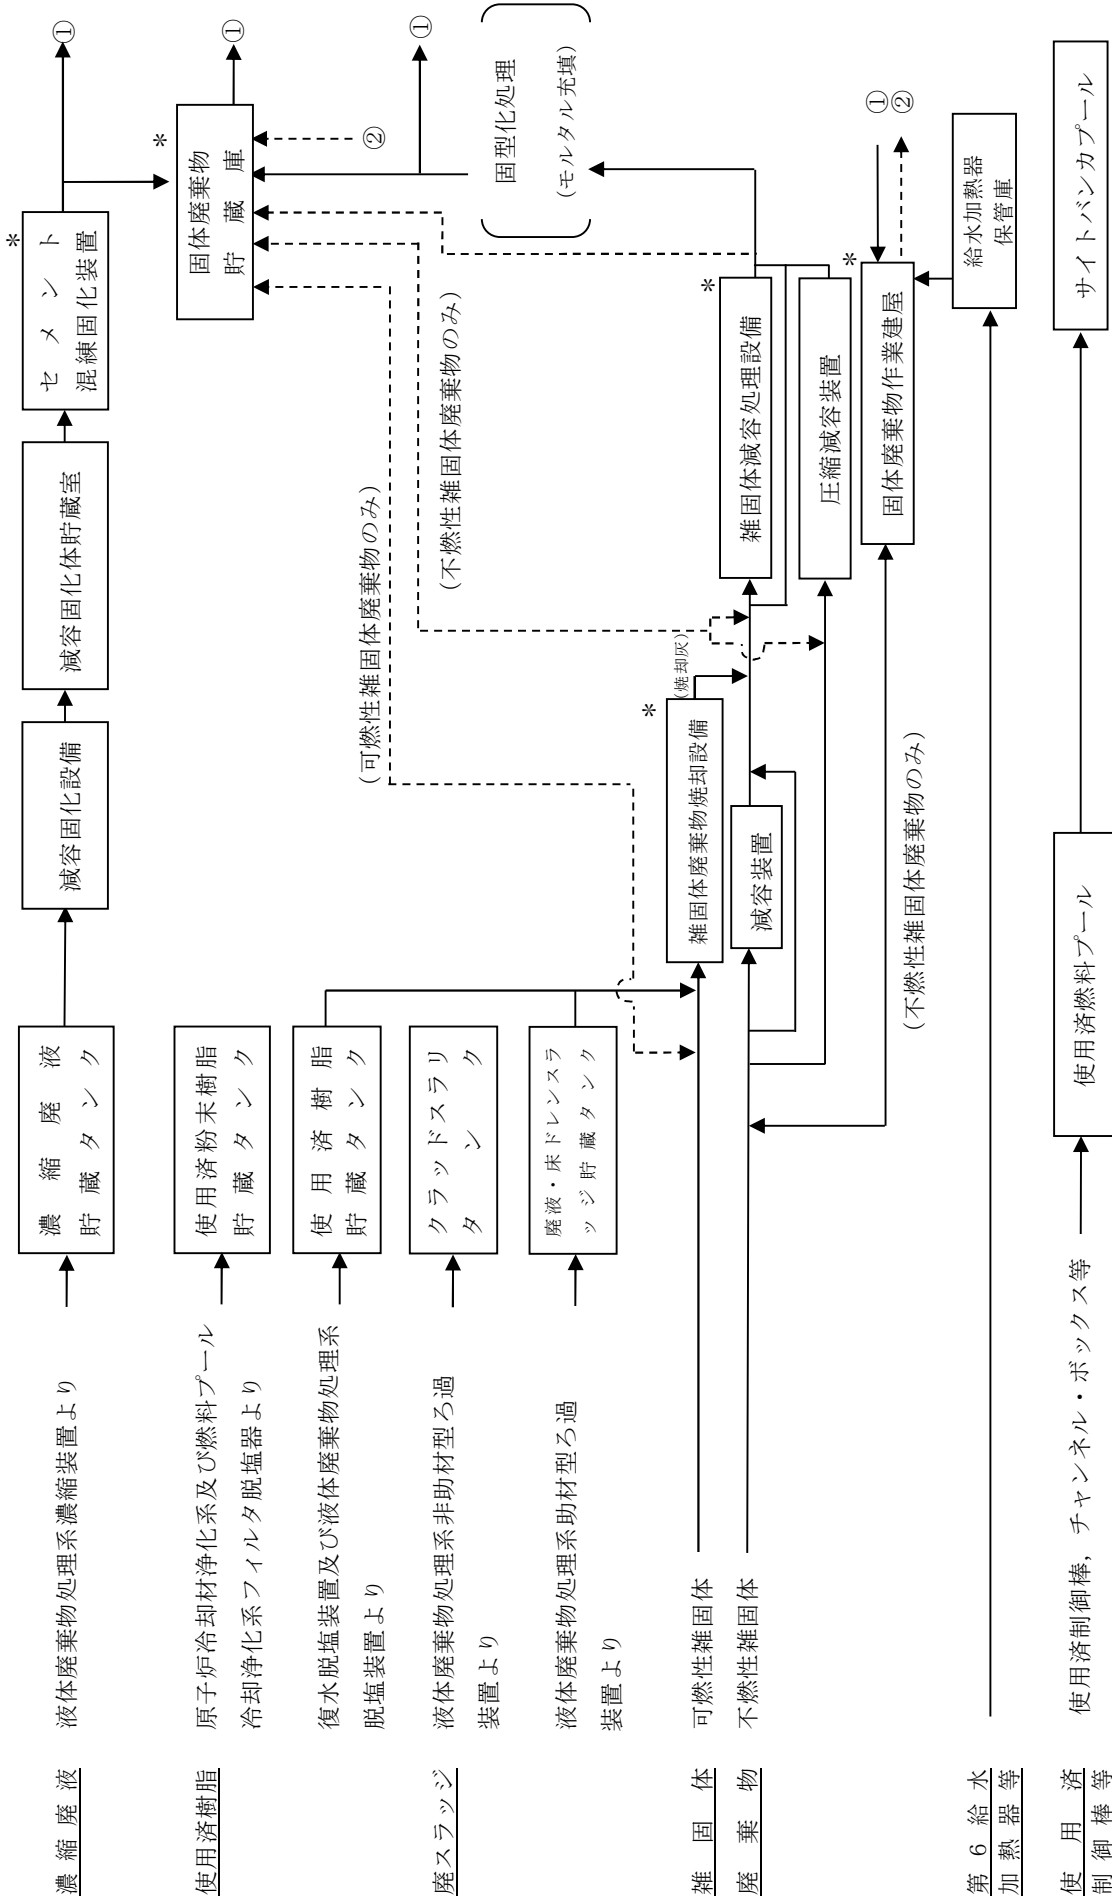 濃縮廃液
液体廃棄物処理系濃縮装置より
濃縮廃液
貯蔵タンク
減容固化設備
減容固化体貯蔵室
セメント
混練固化装置
*
①
使用済樹脂
原子炉冷却材浄化系及び燃料プール
冷却浄化系フィルタ脱塩器より
使用済粉末樹脂
貯蔵タンク
復水脱塩装置及び液体廃棄物処理系
脱塩装置より
使用済樹脂
貯蔵タンク
固体廃棄物
貯蔵庫
*
①
②
①
(可燃性雑固体廃棄物のみ)
(不燃性雑固体廃棄物のみ)
廃スラッジ
液体廃棄物処理系非助材型ろ過
装置より
クラッドスラリ
タンク
液体廃棄物処理系助材型ろ過
装置より
廃液・床ドレンスラ
ッジ貯蔵タンク
固型化処理
(モルタル充填)
雑固体
廃棄物
可燃性雑固体
不燃性雑固体
雑固体廃棄物焼却設備
*
(焼却灰)
減容装置
雑固体減容処理設備
*
圧縮減容装置
固体廃棄物作業建屋
*
①
②
(不燃性雑固体廃棄物のみ)
第6給水
加熱器等
給水加熱器
保管庫
使用済
制御棒等
使用済制御棒，チャンネル・ボックス等
使用済燃料プール
サイトバンカプール